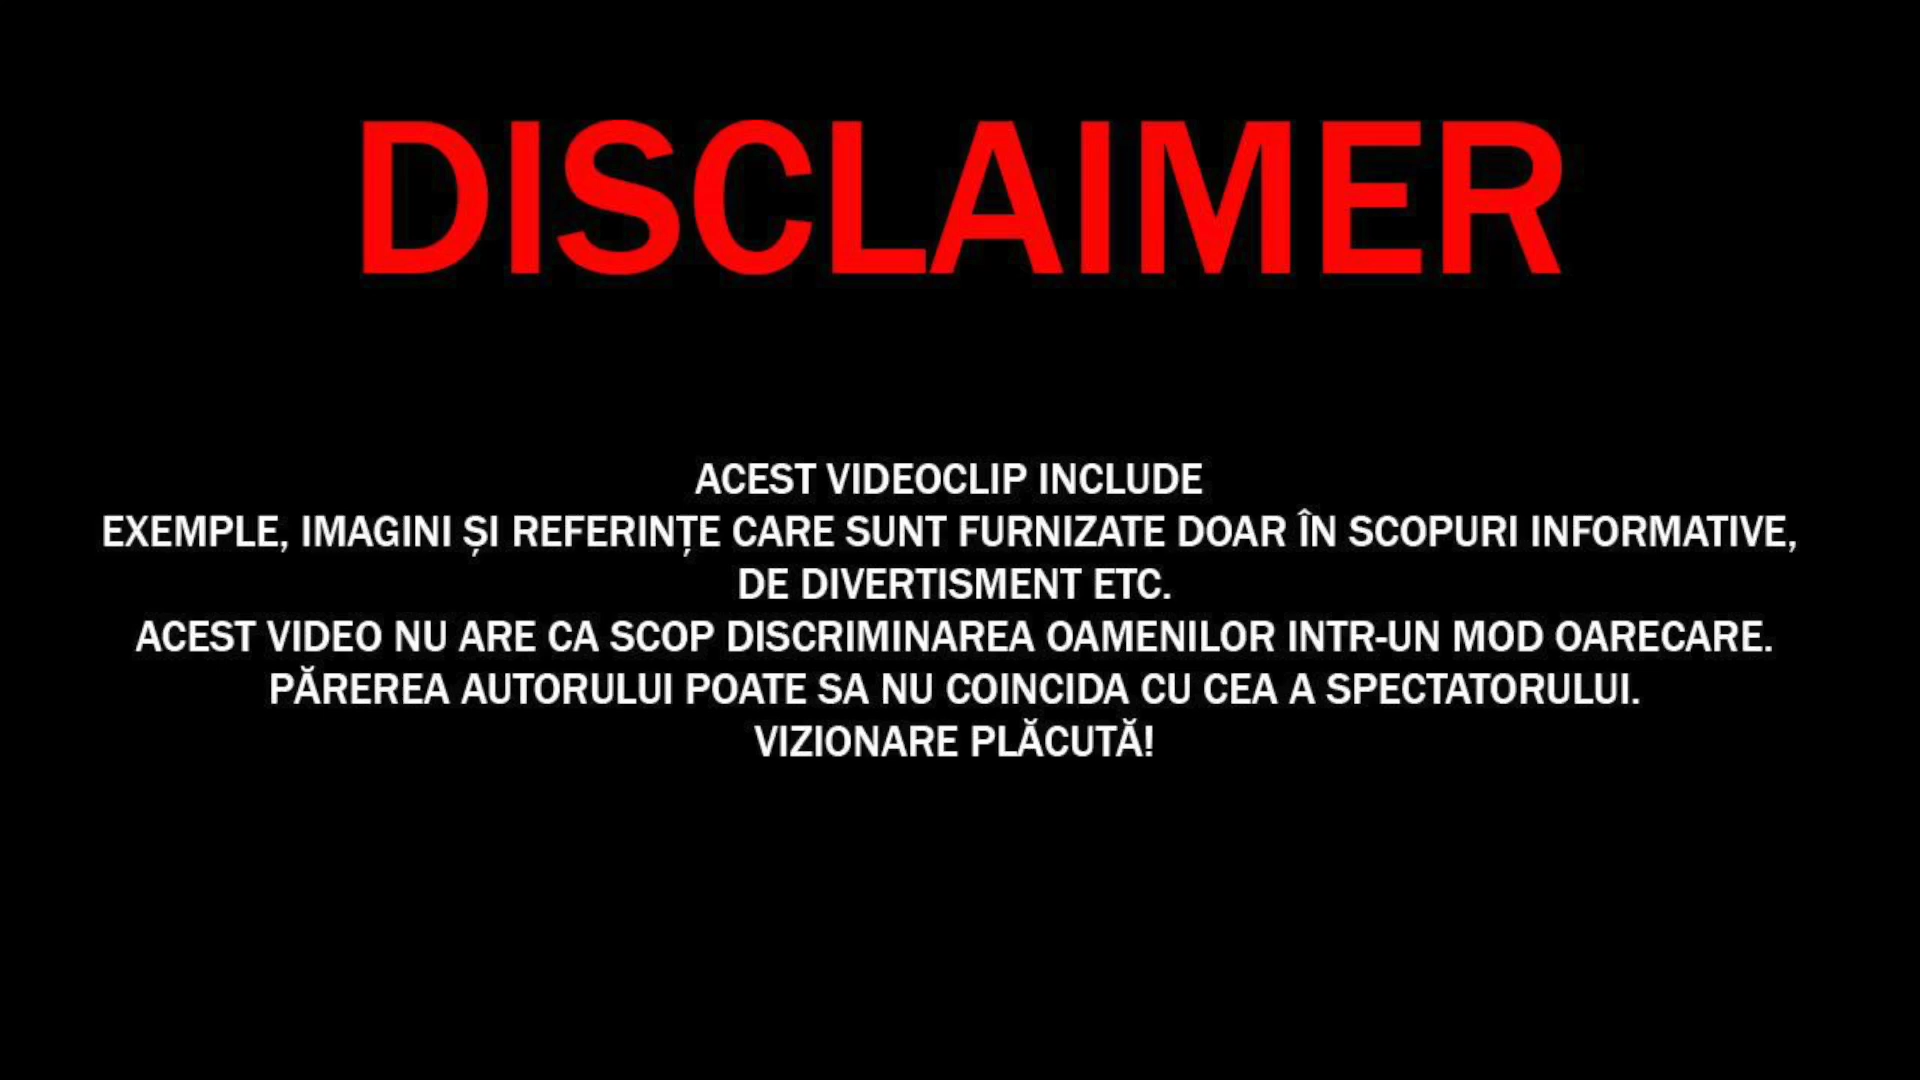 DISCLAIMER
ACEST VIDEOCLIP INCLUDE
EXEMPLE, IMAGINI ȘI REFERINȚE CARE SUNT FURNIZATE DOAR ÎN SCOPURI INFORMATIVE,
DE DIVERTISMENT ETC.
ACEST VIDEO NU ARE CA SCOP DISCRIMINAREA OAMENILOR INTR-UN MOD OARECARE.
PĂREREA AUTORULUI POATE SA NU COINCIDA CU CEA A SPECTATORULUI.
VIZIONARE PLĂCUTĂ!